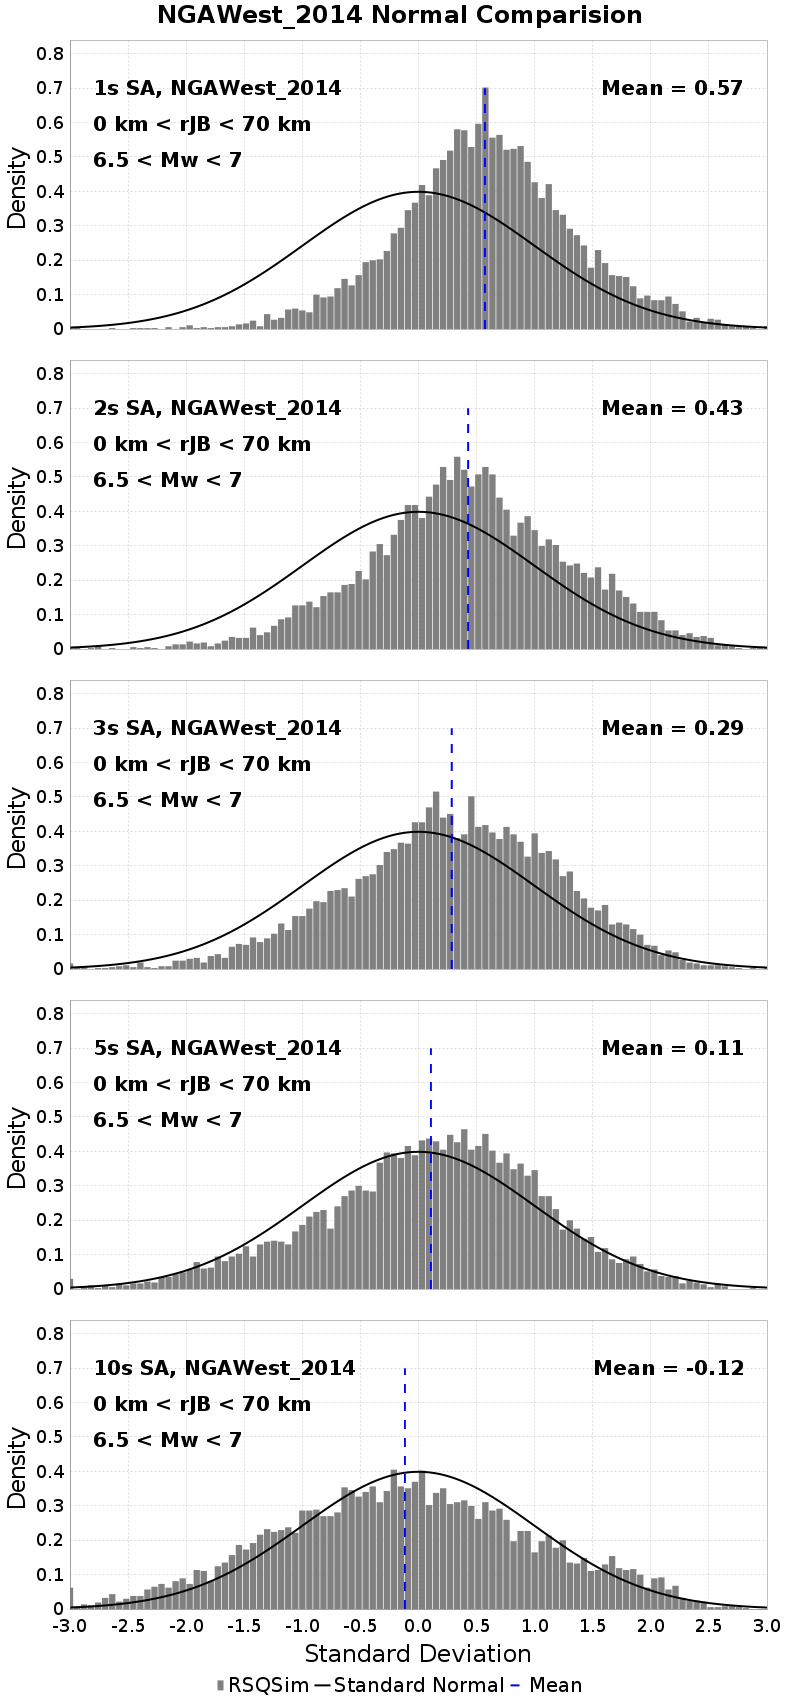 NGAWest_2014 Normal Comparision
0.8
0.7
0.6
0.5
0.4
0.3
0.2
0.1
0
Density
1s SA, NGAWest_2014
0 km < rJB < 70 km
6.5 < Mw < 7
Mean = 0.57
0.8
0.7
0.6
0.5
0.4
0.3
0.2
0.1
0
Density
2s SA, NGAWest_2014
0 km < rJB < 70 km
6.5 < Mw < 7
Mean = 0.43
0.8
0.7
0.6
0.5
0.4
0.3
0.2
0.1
0
Density
3s SA, NGAWest_2014
0 km < rJB < 70 km
6.5 < Mw < 7
Mean = 0.29
0.8
0.7
0.6
0.5
0.4
0.3
0.2
0.1
0
Density
5s SA, NGAWest_2014
0 km < rJB < 70 km
6.5 < Mw < 7
Mean = 0.11
0.8
0.7
0.6
0.5
0.4
0.3
0.2
0.1
0
Density
10s SA, NGAWest_2014
0 km < rJB < 70 km
6.5 < Mw < 7
Mean = -0.12
-3.0 -2.5 -2.0 -1.5 -1.0 -0.5 0.0 0.5 1.0 1.5 2.0 2.5 3.0
Standard Deviation
RSQSim Standard Normal Mean